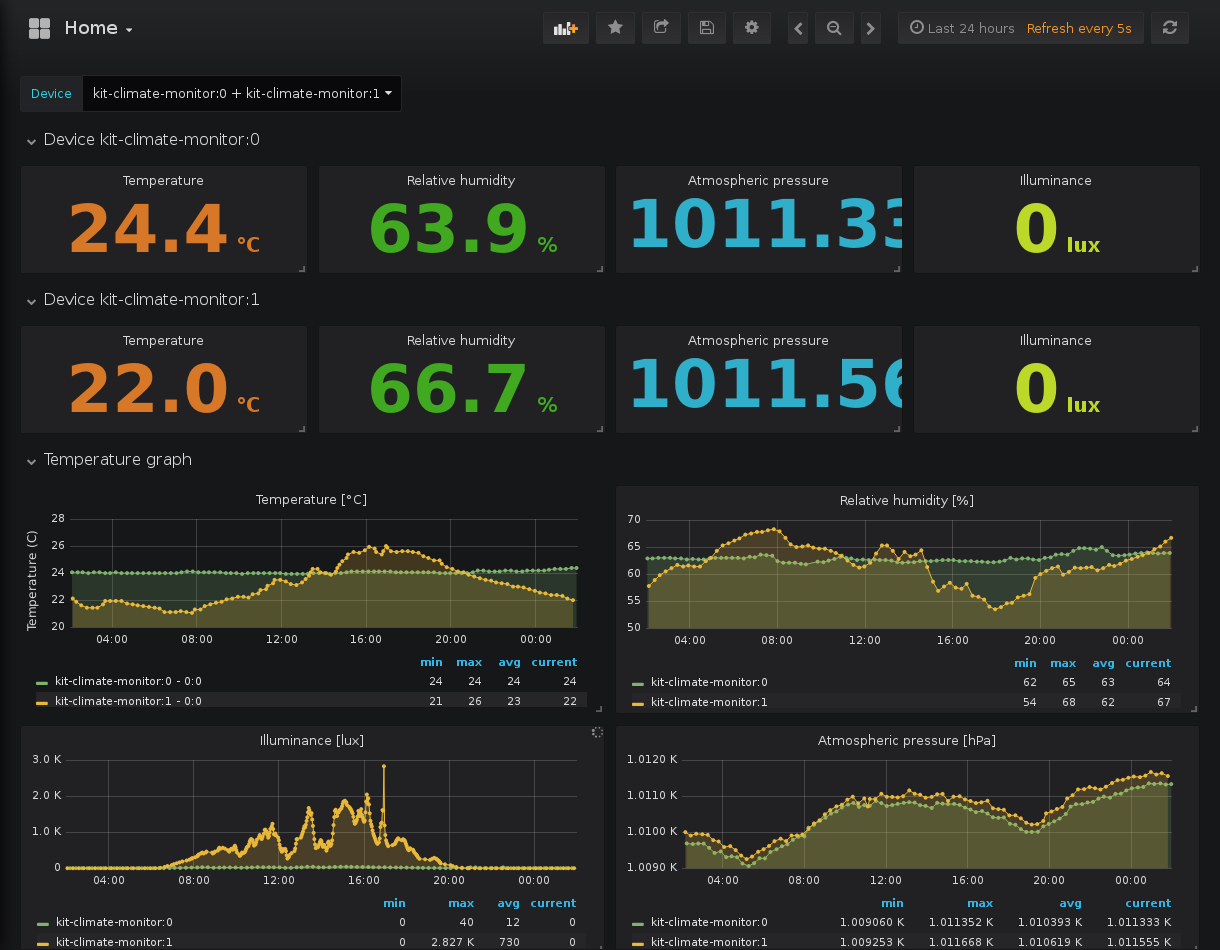 Home
Last 24 hours Refresh every 5s
Device kit-climate-monitor:0 + kit-climate-monitor:1
Device kit-climate-monitor:0
Temperature Relative humidity Atmospheric pressure Illuminance
24.4 °C 63.9 % 1011.33 0 lux
Device kit-climate-monitor:1
Temperature Relative humidity Atmospheric pressure Illuminance
22.0 °C 66.7 % 1011.56 0 lux
Temperature graph
Temperature [°C]
Temperature (C)
28
26
24
22
20
04:00 08:00 12:00 16:00 20:00 00:00
min max avg current
kit-climate-monitor:0 - 0:0 24 24 24 24
kit-climate-monitor:1 - 0:0 21 26 23 22
Relative humidity [%]
70
65
60
55
50
04:00 08:00 12:00 16:00 20:00 00:00
min max avg current
kit-climate-monitor:0 62 65 63 64
kit-climate-monitor:1 54 68 62 67
Illuminance [lux]
3.0 K
2.0 K
1.0 K
0
04:00 08:00 12:00 16:00 20:00 00:00
min max avg current
kit-climate-monitor:0 0 40 12 0
kit-climate-monitor:1 0 2.827 K 730 0
Atmospheric pressure [hPa]
1.0120 K
1.0110 K
1.0100 K
1.0090 K
04:00 08:00 12:00 16:00 20:00 00:00
min max avg current
kit-climate-monitor:0 1.009060 K 1.011352 K 1.010393 K 1.011333 K
kit-climate-monitor:1 1.009253 K 1.011668 K 1.010619 K 1.011555 K